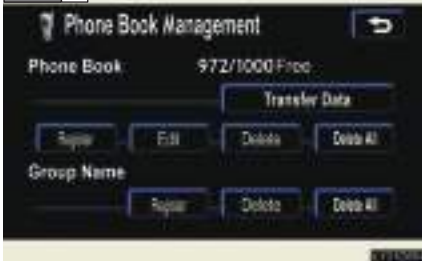 Phone Book Management
Phone Book 972/1000 Free
Transfer Data
Edit Delete Delete All
Group Name
Delete Delete All